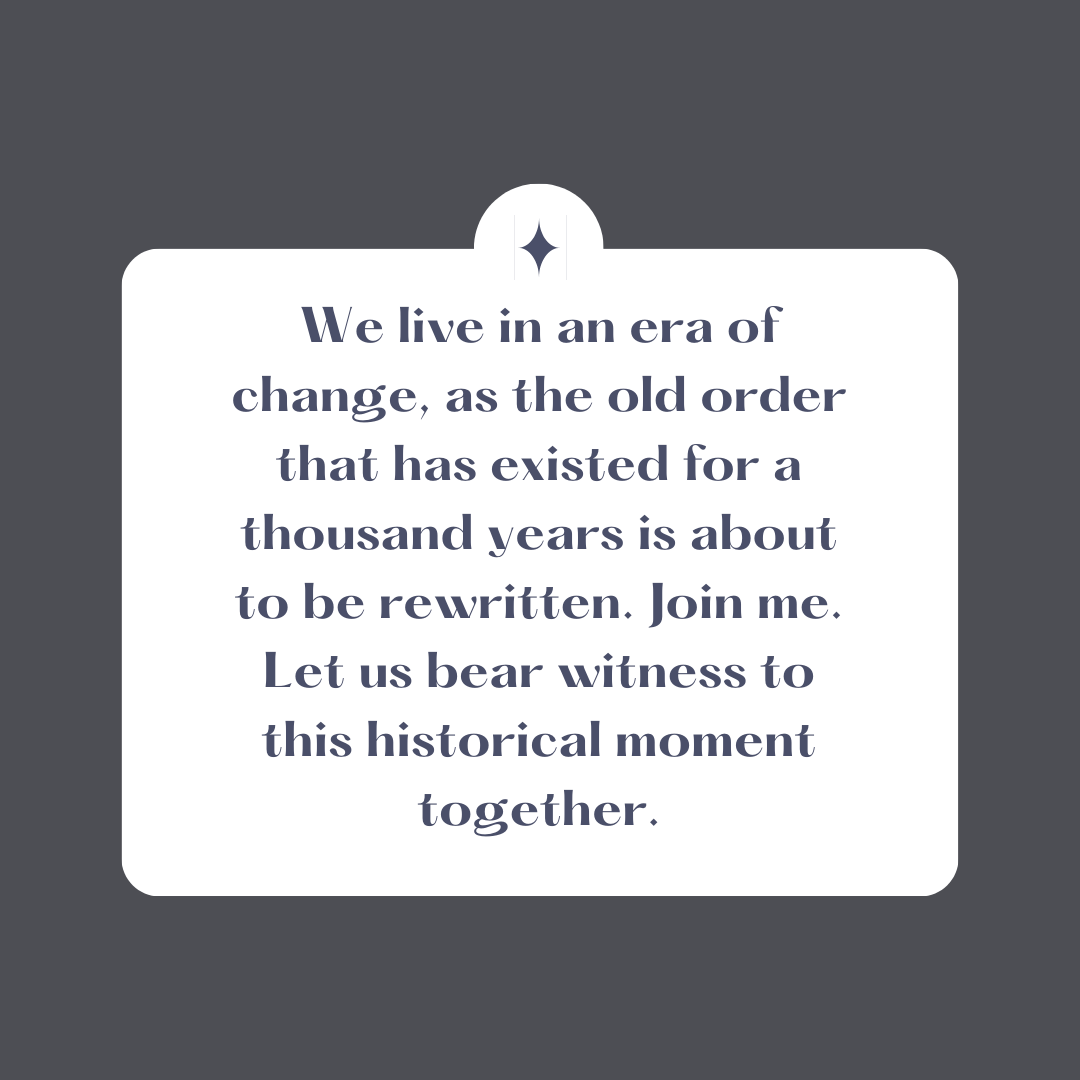 We live in an era of
change, as the old order
that has existed for a
thousand years is about
to be rewritten. Join me.
Let us bear witness to
this historical moment
together.